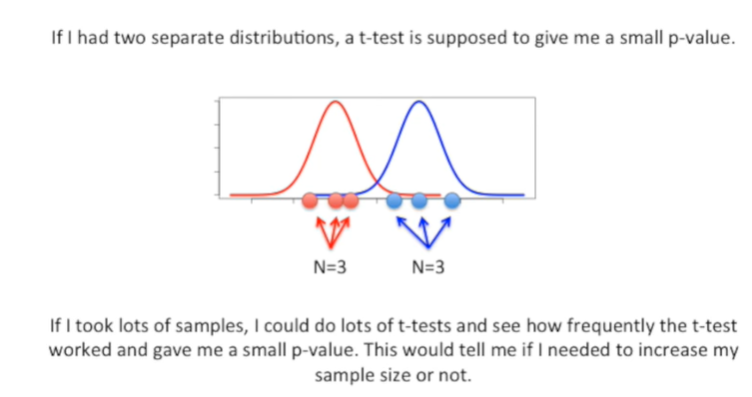 If I had two separate distributions, a t-test is supposed to give me a small p-value.
N=3
N=3
If I took lots of samples, I could do lots of t-tests and see how frequently the t-test
worked and gave me a small p-value. This would tell me if I needed to increase my
sample size or not.